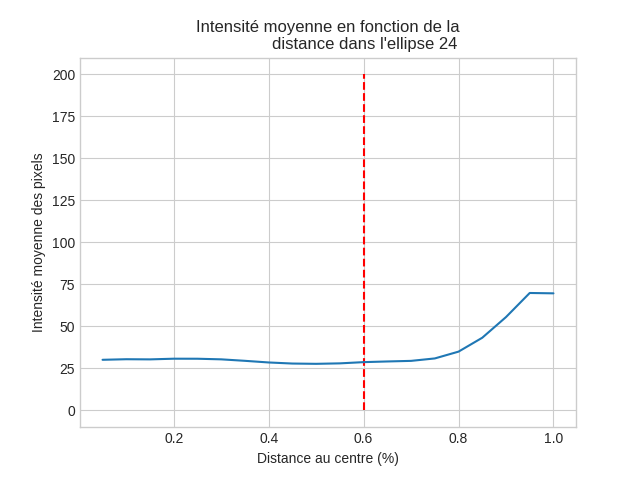 Intensité moyenne en fonction de la
distance dans l'ellipse 24
200
175
150
125
100
75
50
25
0
Intensité moyenne des pixels
0.2 0.4 0.6 0.8 1.0
Distance au centre (%)